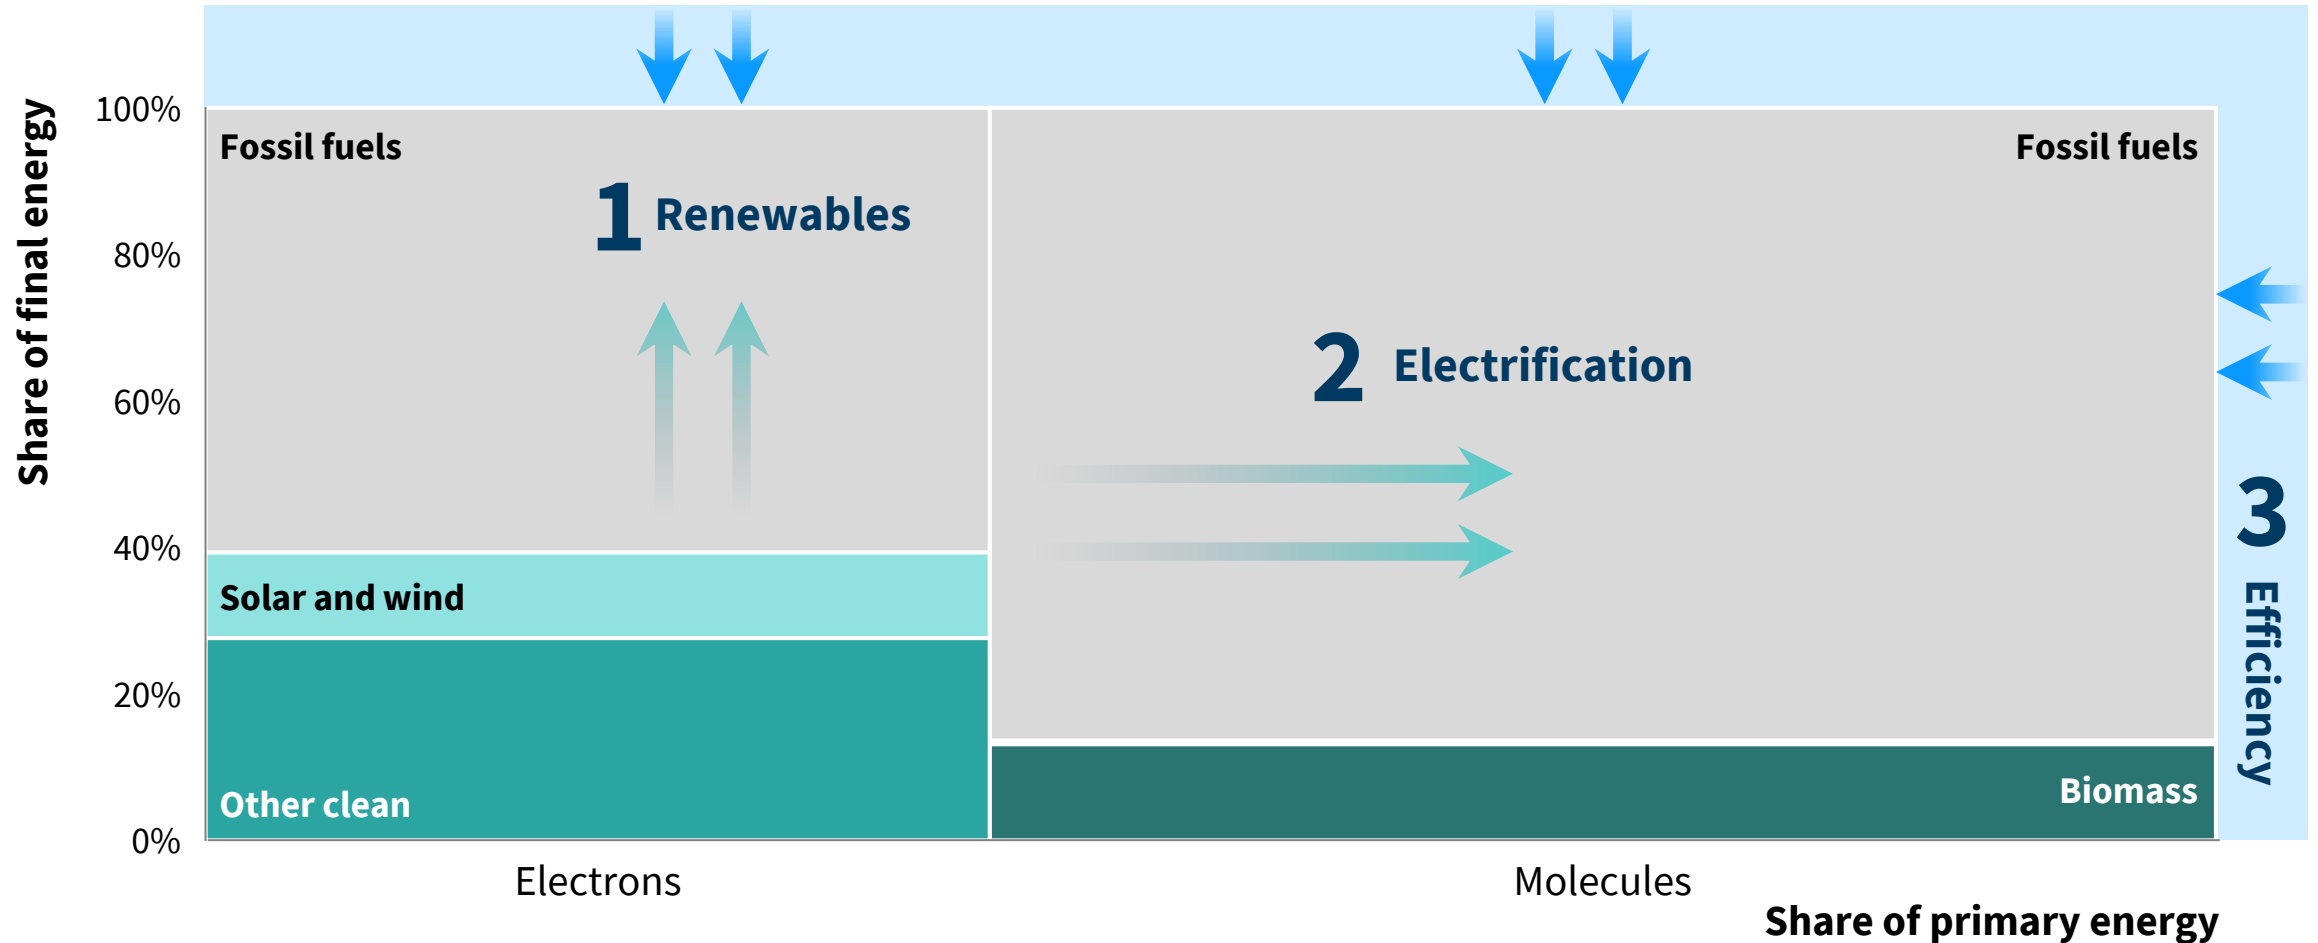 Share of final energy
100%
80%
60%
40%
20%
0%
Fossil fuels
1 Renewables
Solar and wind
Other clean
Fossil fuels
2 Electrification
Biomass
3 Efficiency
Electrons
Molecules
Share of primary energy